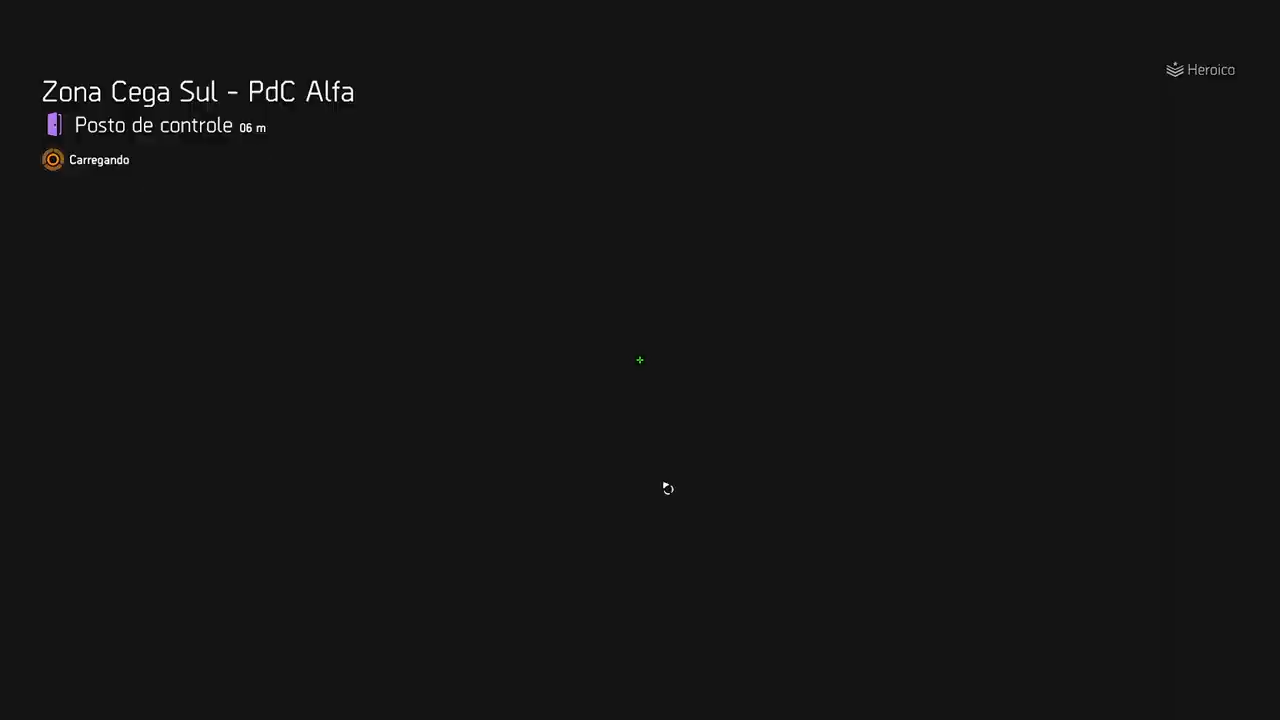 Zona Cega Sul - PdC Alfa
Heroico
Posto de controle 06 m
Carregando